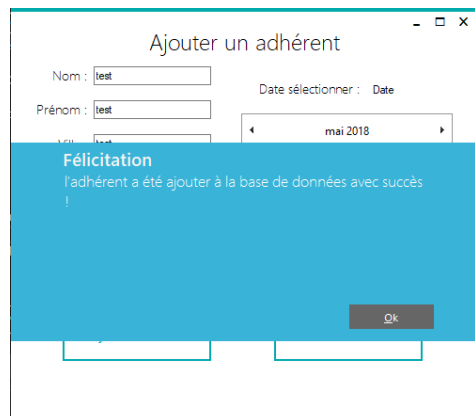 Ajouter un adhérent
Nom : test
Date sélectionner : Date
Prénom : test
mai 2018
Félicitation
l'adhérent a été ajouter à la base de données avec succès
!
Ok